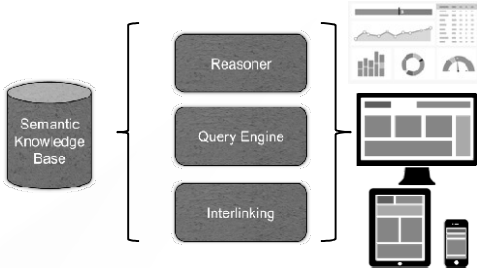 Semantic
Knowledge
Base
Reasoner
Query Engine
Interlinking